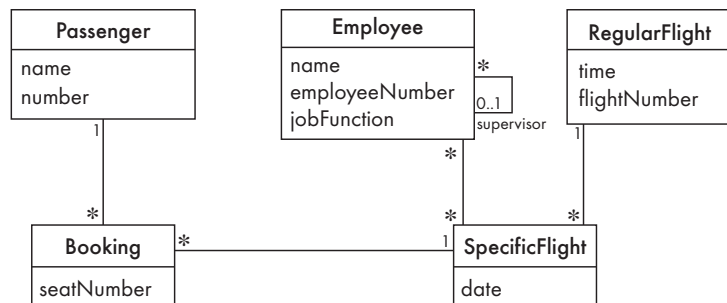 Passenger
name
number
1
*
Employee
name
employeeNumber
jobFunction
*
0..1
supervisor
*
*
RegularFlight
time
flightNumber
1
*
Booking
seatNumber
*
1
SpecificFlight
date